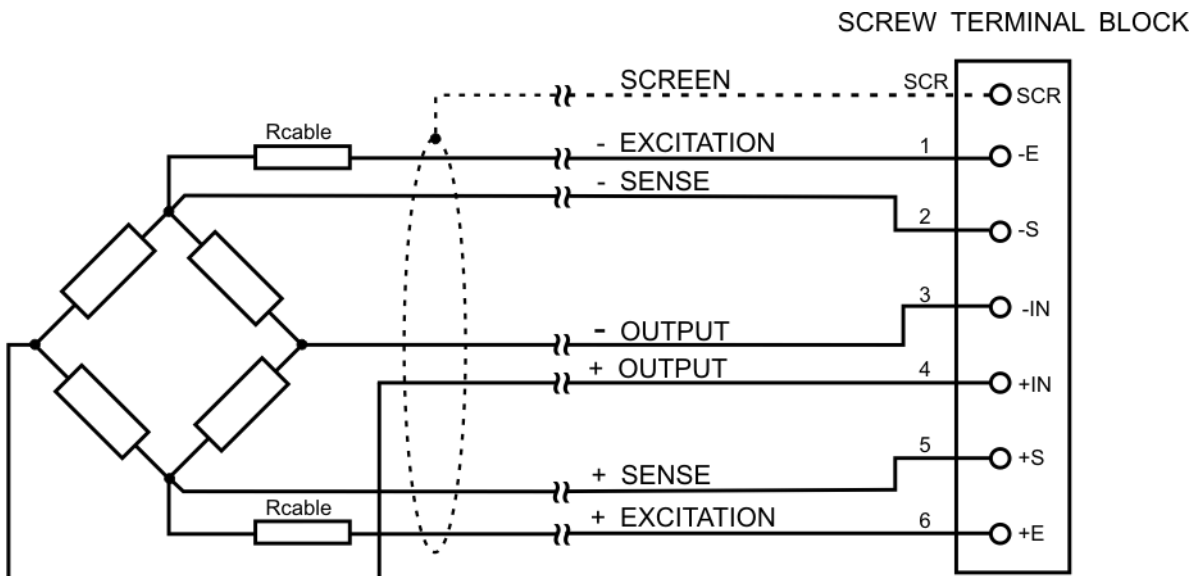 SCREW TERMINAL BLOCK
SCREEN SCR SCR
Rcable - EXCITATION 1 -E
- SENSE 2 -S
3 -IN
- OUTPUT
+ OUTPUT 4 +IN
5 +S
+ SENSE
Rcable + EXCITATION 6 +E